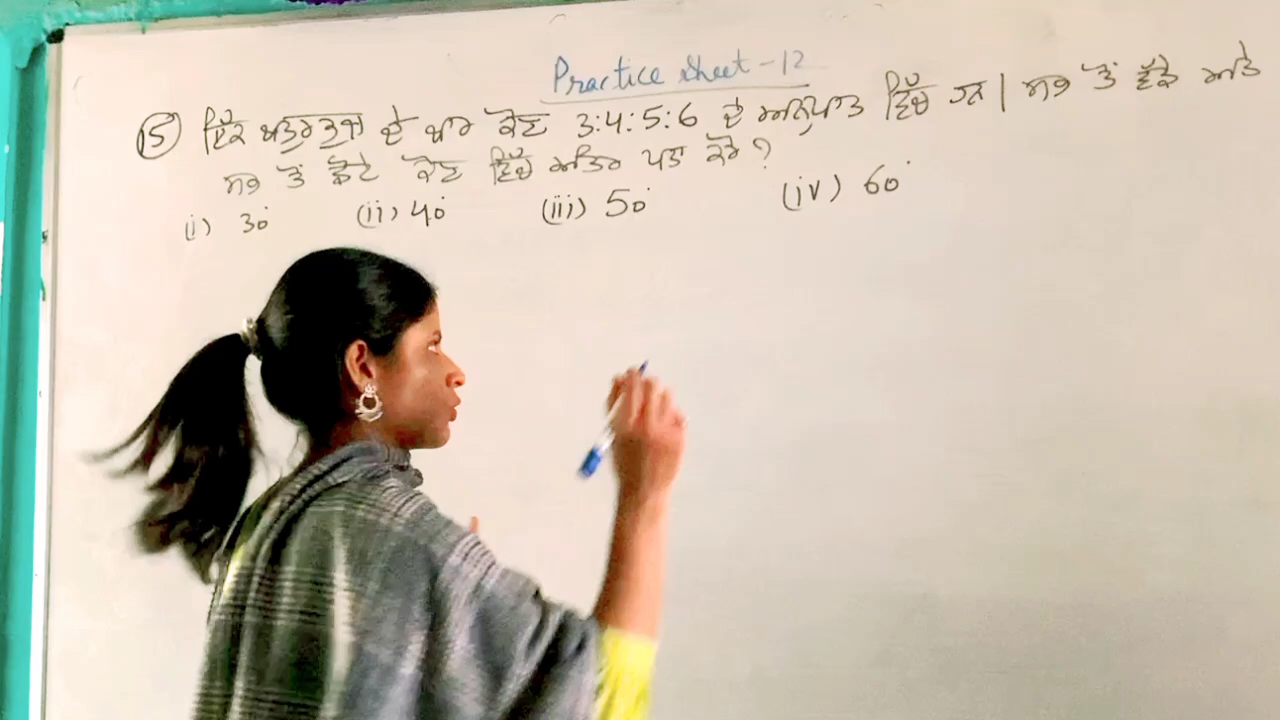 Practice sheet-12
(15) ਇੱਕ ਚਤੁਰਭੁਜ ਦੇ ਚਾਰ ਕੋਣ 3:4:5:6 ਦੇ ਅਨੁਪਾਤ ਵਿੱਚ ਹਨ। ਸਭ ਤੋਂ ਵੱਡੇ ਅਤੇ
ਸਭ ਤੋਂ ਛੋਟੇ ਕੋਣ ਵਿੱਚ ਅੰਤਰ ਪਤਾ ਕਰੋ?
(i) 30° (ii) 40° (iii) 50° (iv) 60°